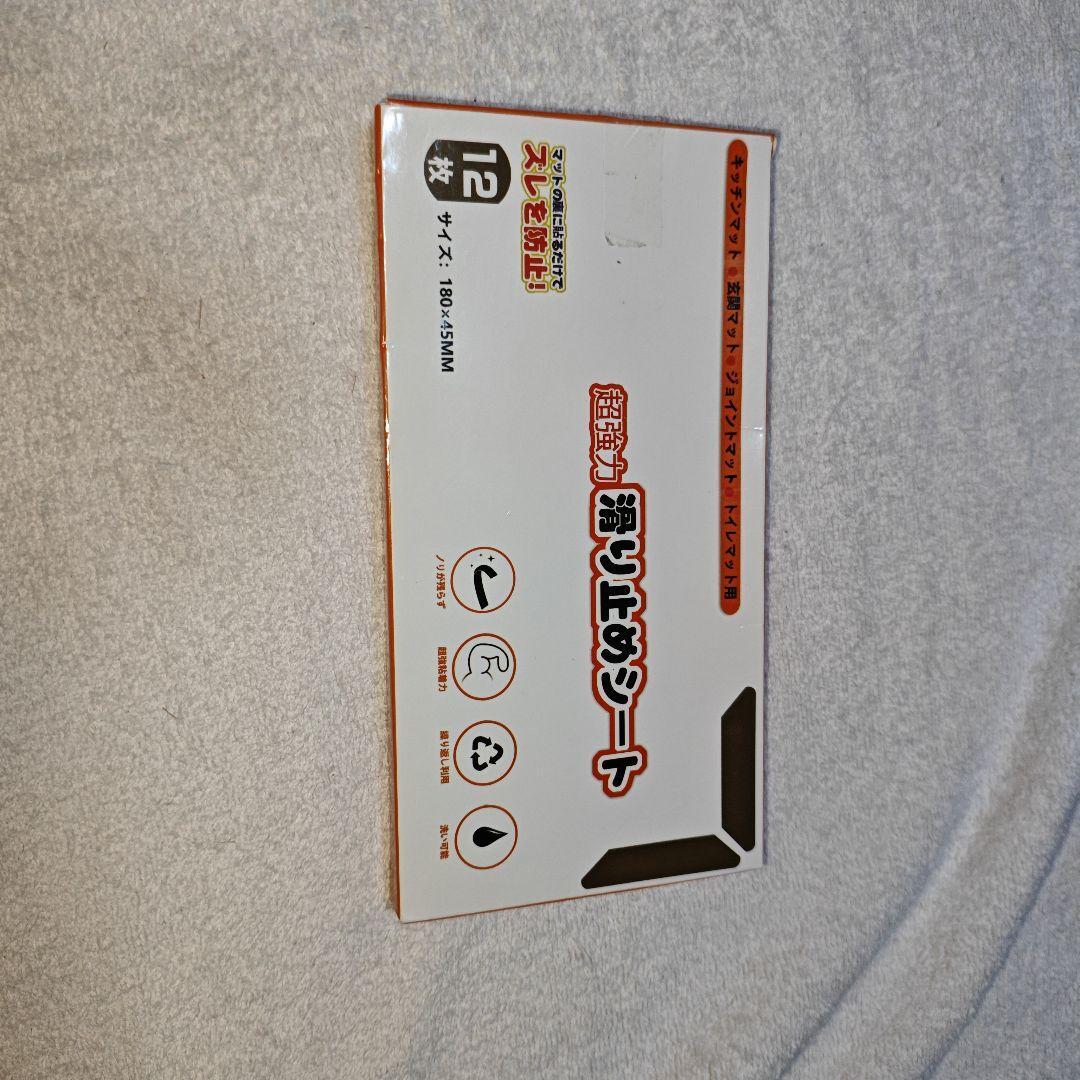 キッチンマット●玄関マット●ジョイントマット●トイレマット用
超強力 滑り止めシート
マットの裏に貼るだけで
ズレを防止!
12
枚
サイズ: 180×45MM
ノリが残らず
超強粘着力
繰り返し利用
洗い可能